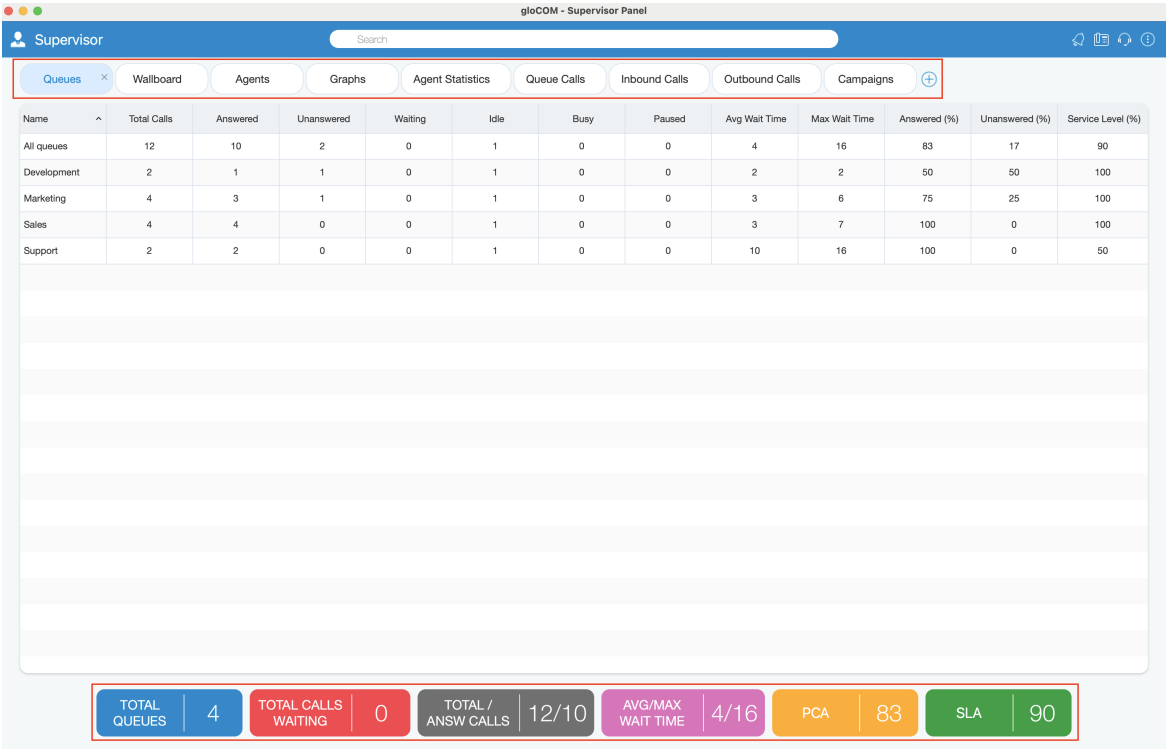 gloCOM - Supervisor Panel
Supervisor
Search
Queues × Wallboard Agents Graphs Agent Statistics Queue Calls Inbound Calls Outbound Calls Campaigns
Name Total Calls Answered Unanswered Waiting Idle Busy Paused Avg Wait Time Max Wait Time Answered (%) Unanswered (%) Service Level (%)
All queues 12 10 2 0 1 0 0 4 16 83 17 90
Development 2 1 1 0 1 0 0 2 2 50 50 100
Marketing 4 3 1 0 1 0 0 3 6 75 25 100
Sales 4 4 0 0 1 0 0 3 7 100 0 100
Support 2 2 0 0 1 0 0 10 16 100 0 50
TOTAL
QUEUES
4
TOTAL CALLS
WAITING
0
TOTAL /
ANSW CALLS
12/10
AVG/MAX
WAIT TIME
4/16
PCA
83
SLA
90